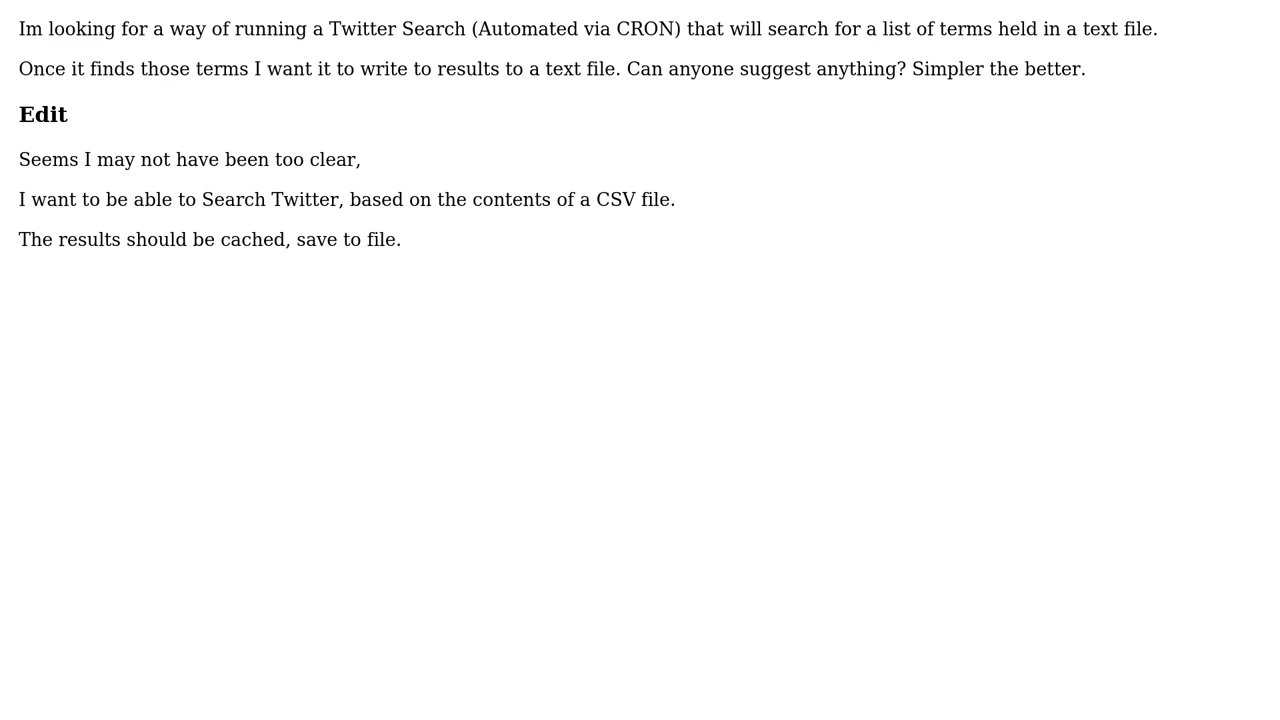 Im looking for a way of running a Twitter Search (Automated via CRON) that will search for a list of terms held in a text file.
Once it finds those terms I want it to write to results to a text file. Can anyone suggest anything? Simpler the better.
Edit
Seems I may not have been too clear,
I want to be able to Search Twitter, based on the contents of a CSV file.
The results should be cached, save to file.